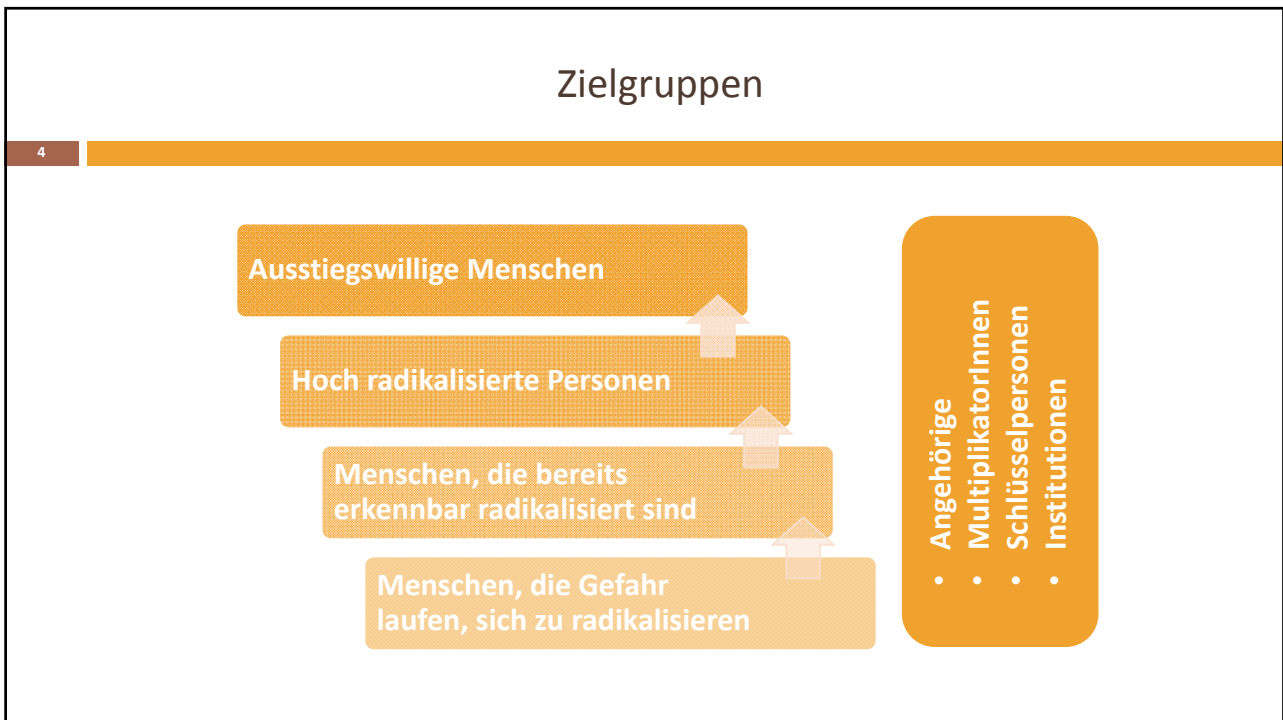 Zielgruppen
4
Ausstiegswillige Menschen
Hoch radikalisierte Personen
Menschen, die bereits
erkennbar radikalisiert sind
Menschen, die Gefahr
laufen, sich zu radikalisieren
• Angehörige
• MultiplikatorInnen
• Schlüsselpersonen
• Institutionen